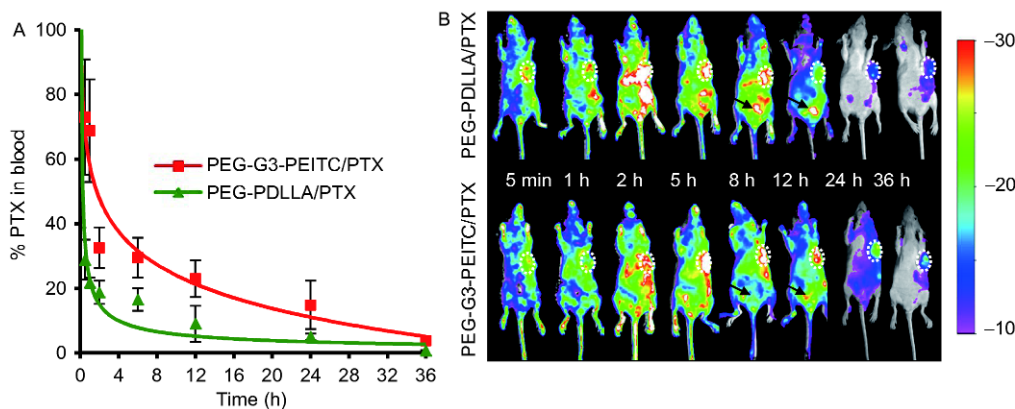 A
% PTX in blood
100
80
60
40
20
0
0 4 8 12 16 20 24 28 32 36
Time (h)
PEG-G3-PEITC/PTX
PEG-PDLLA/PTX
B
PEG-PDLLA/PTX
5 min 1 h 2 h 5 h 8 h 12 h 24 h 36 h
PEG-G3-PEITC/PTX
–30
–20
–10